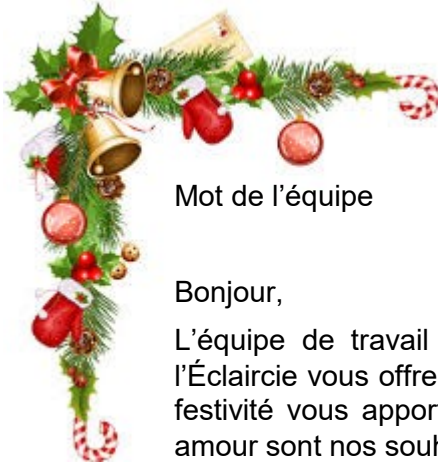 Mot de l’équipe
Bonjour,
L’équipe de travail
l’Éclaircie vous offre
festivité vous appor
amour sont nos souh